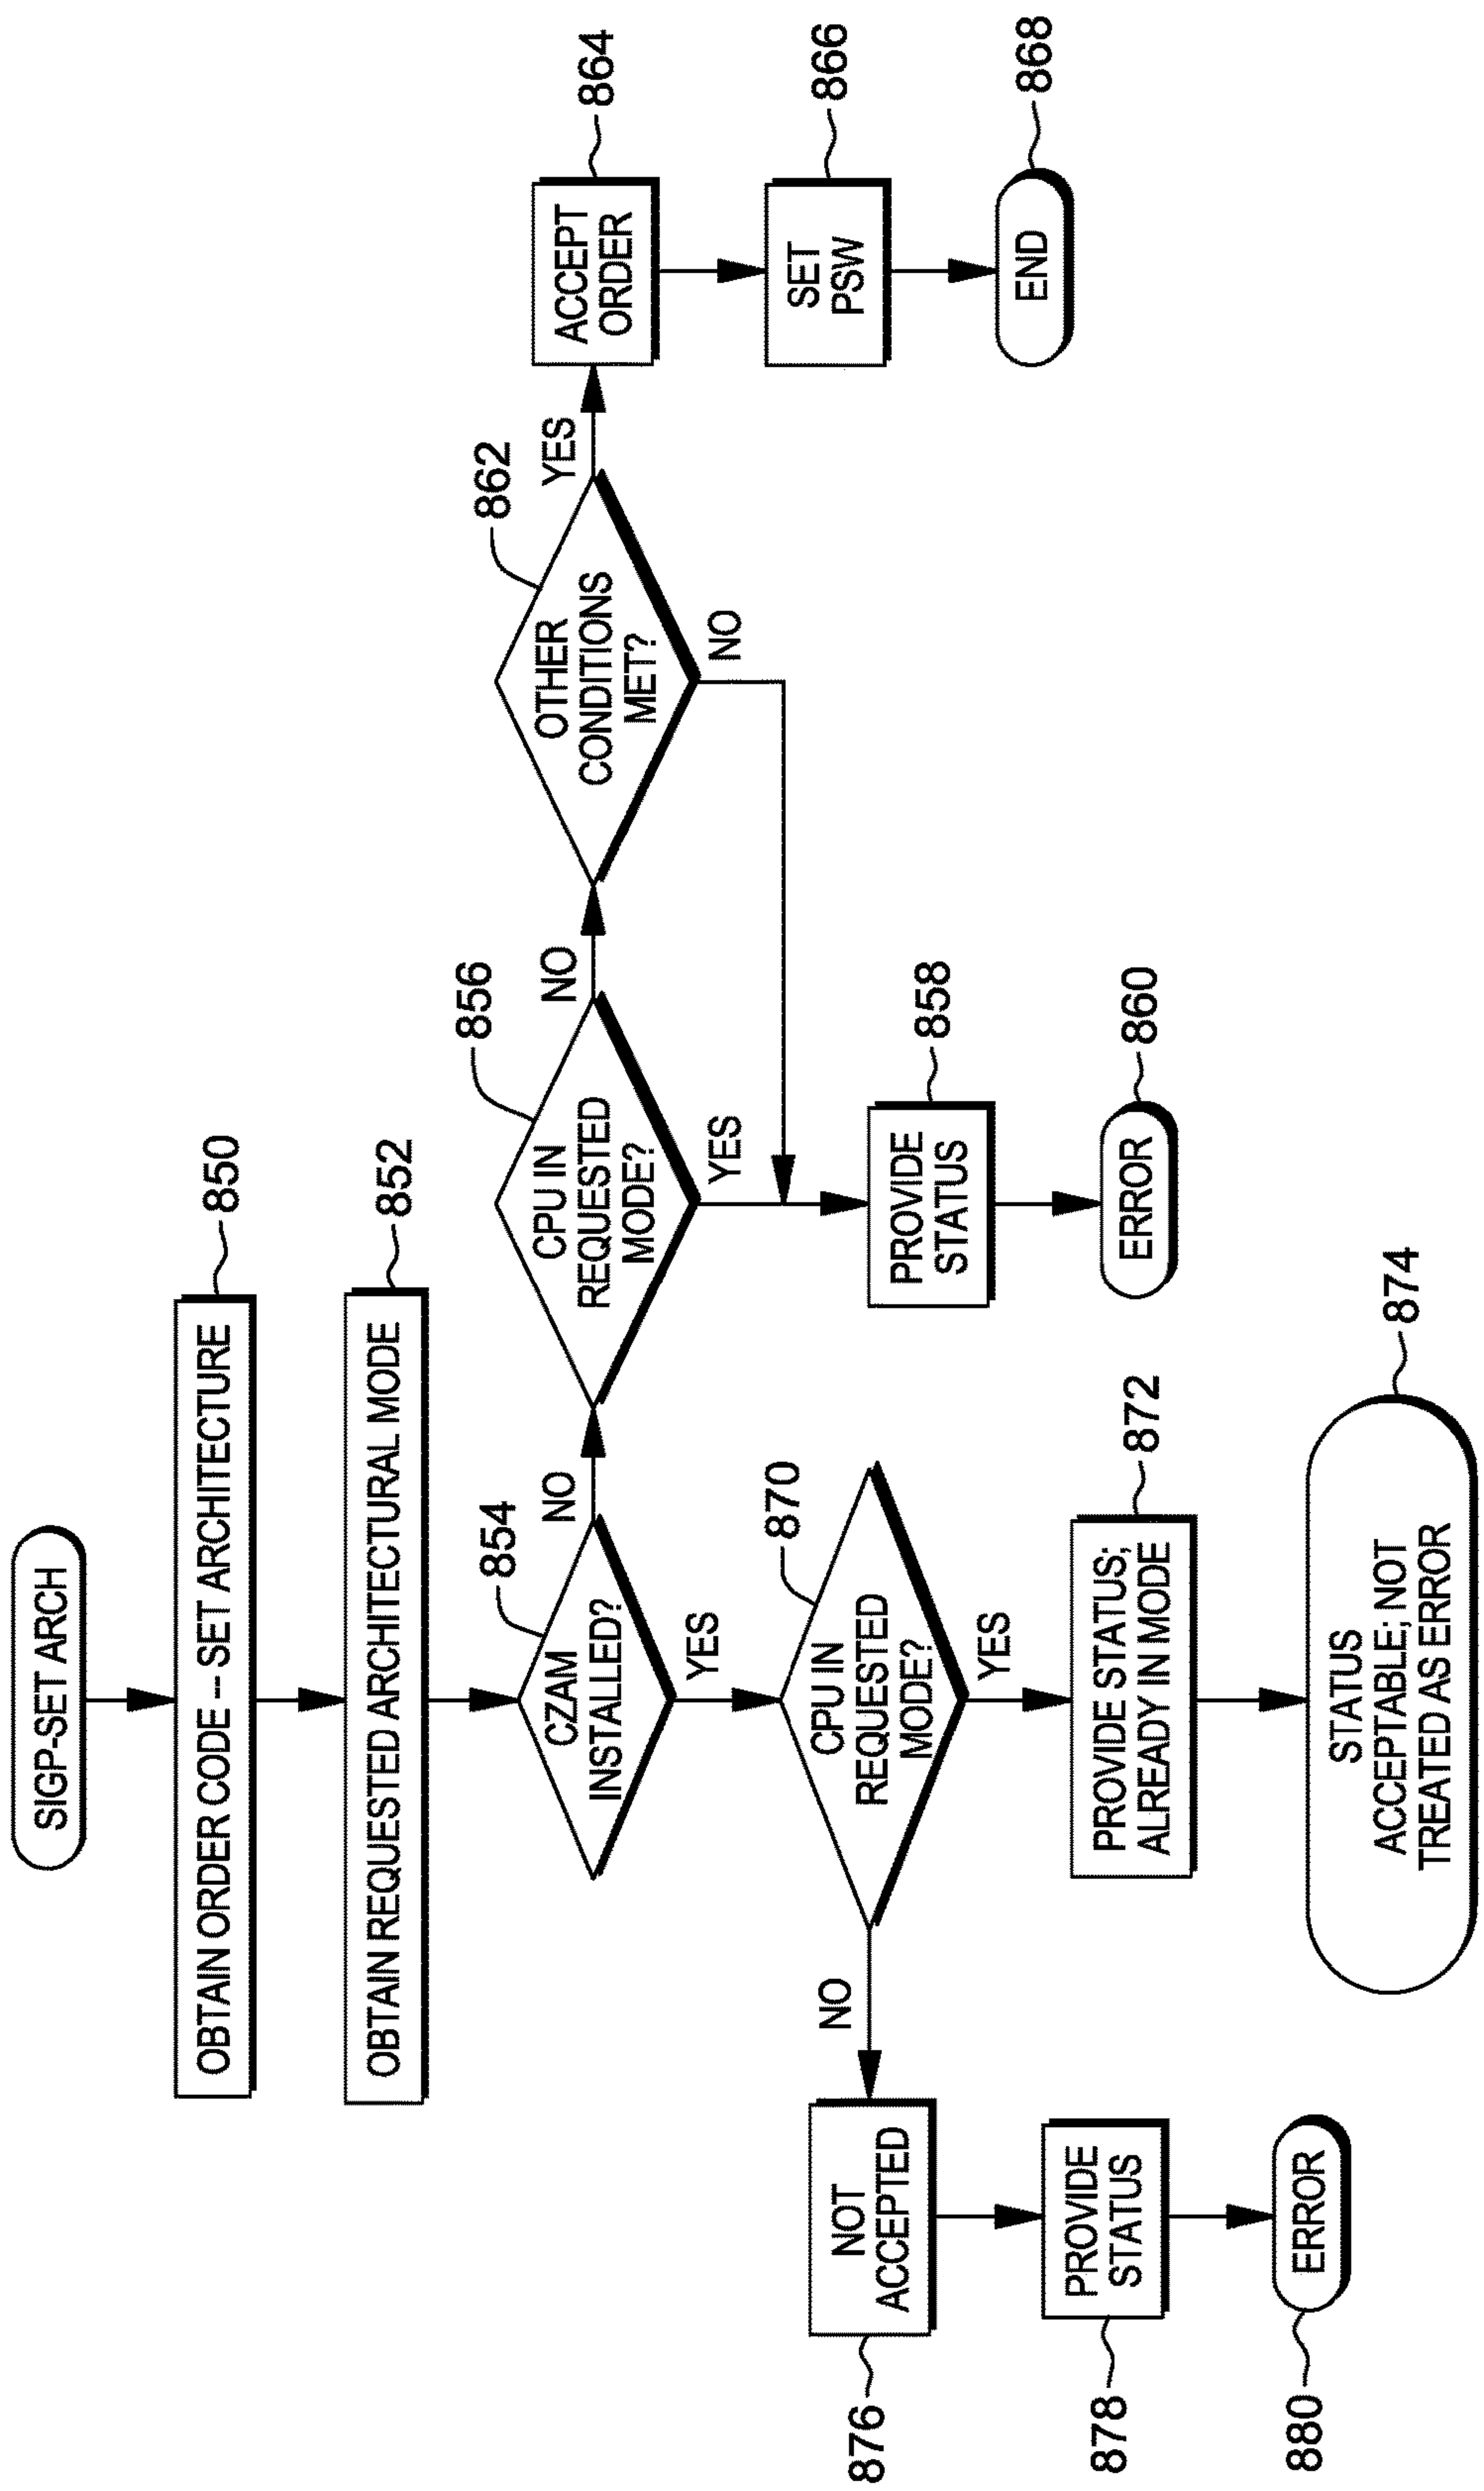 SIGP-SET ARCH
OBTAIN ORDER CODE -- SET ARCHITECTURE
850
OBTAIN REQUESTED ARCHITECTURAL MODE
852
CZAM
INSTALLED?
854
NO
YES
CPU IN
REQUESTED
MODE?
856
NO
YES
OTHER
CONDITIONS
MET?
862
YES
NO
ACCEPT
ORDER
864
SET
PSW
866
END
868
PROVIDE
STATUS
858
ERROR
860
CPU IN
REQUESTED
MODE?
870
NO
YES
PROVIDE STATUS;
ALREADY IN MODE
872
STATUS
ACCEPTABLE; NOT
TREATED AS ERROR
874
NOT
ACCEPTED
876
PROVIDE
STATUS
878
ERROR
880